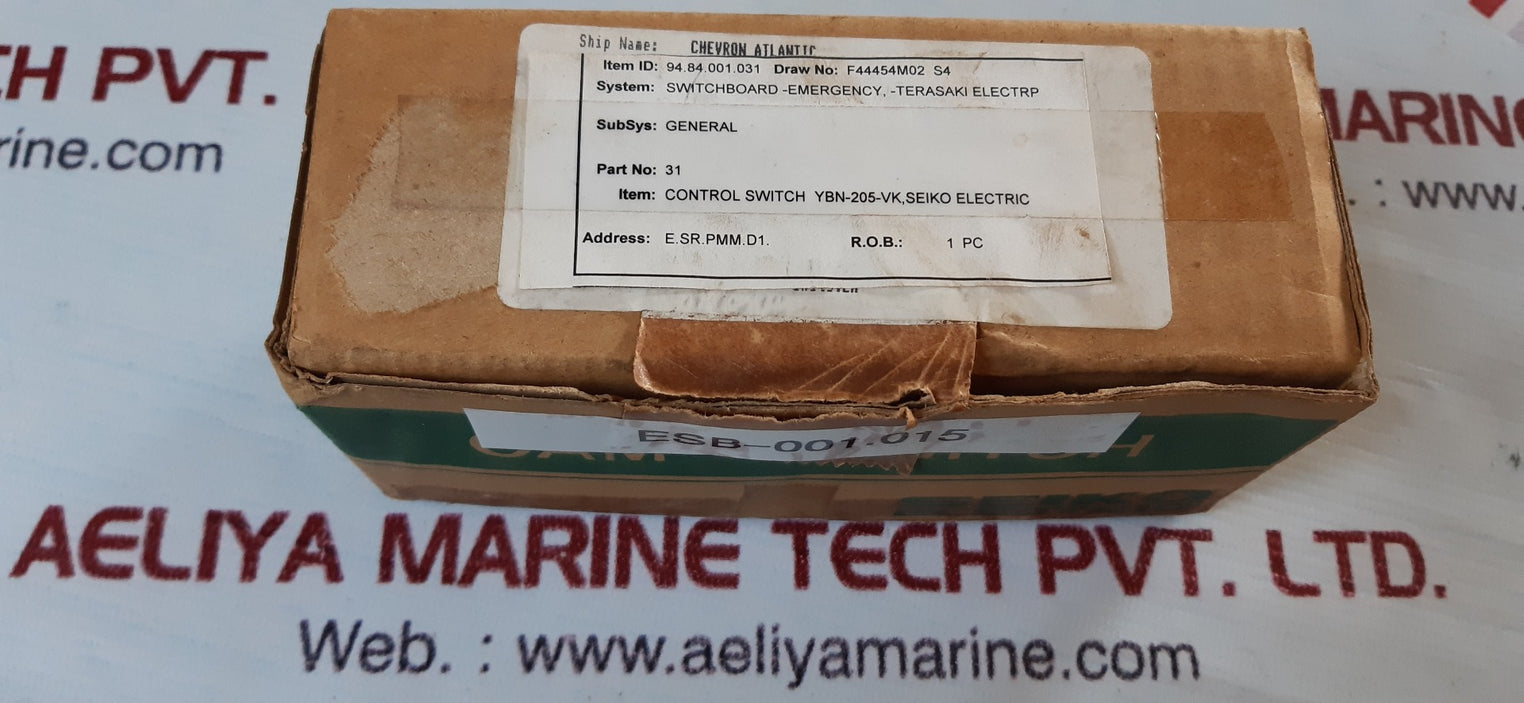 TH PVT.
rine.com
MARIN
. : www.
Ship Name: CHEVRON ATLANTIC
Item ID: 94.84.001.031 Draw No: F44454M02 S4
System: SWITCHBOARD -EMERGENCY, -TERASAKI ELECTRP
SubSys: GENERAL
Part No: 31
Item: CONTROL SWITCH YBN-205-VK,SEIKO ELECTRIC
Address: E.SR.PMM.D1. R.O.B.: 1 PC
ESB-001.015
AELIYA MARINE TECH PVT. LTD.
Web. : www.aeliyamarine.com